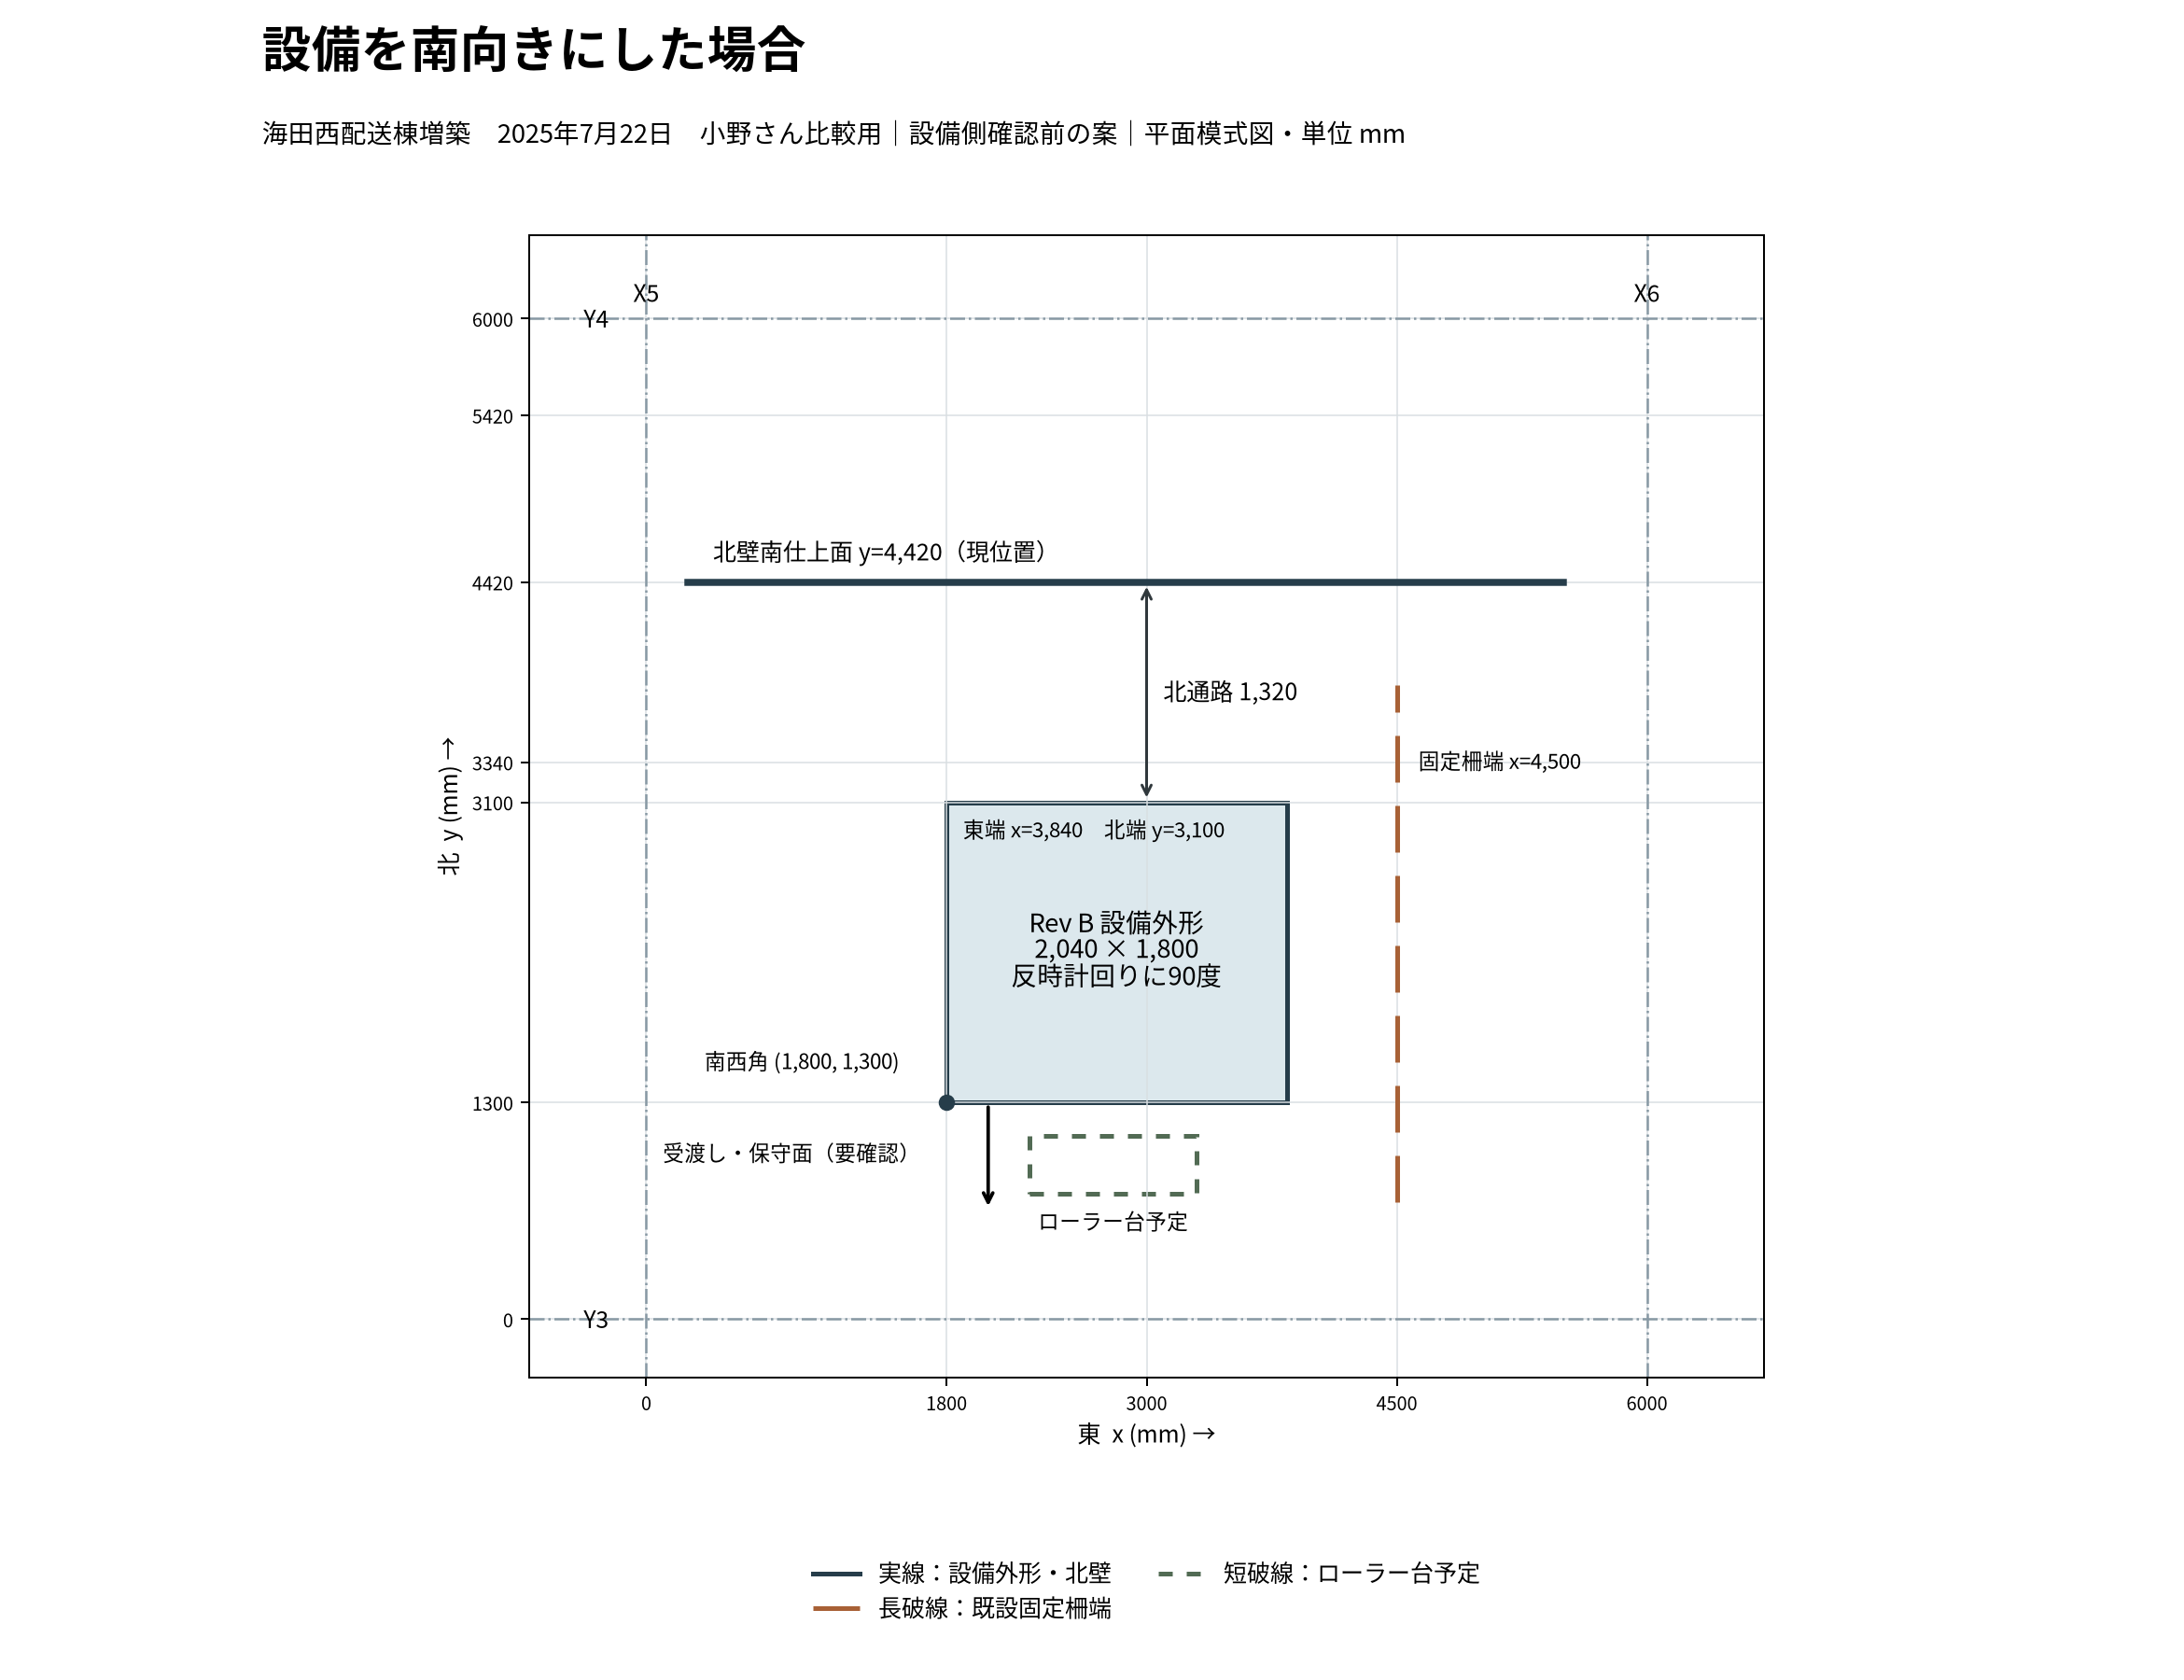 設備を南向きにした場合
海田西配送棟増築　2025年7月22日　小野さん比較用｜設備側確認前の案｜平面模式図・単位 mm
X5
X6
6000
Y4
5420
北壁南仕上面 y=4,420（現位置）
4420
北通路 1,320
3340
固定柵端 x=4,500
3100
東端 x=3,840　北端 y=3,100
北 y (mm) →
Rev B 設備外形
2,040 × 1,800
反時計回りに90度
南西角 (1,800, 1,300)
1300
受渡し・保守面（要確認）
ローラー台予定
0
Y3
0
1800
3000
4500
6000
東 x (mm) →
実線：設備外形・北壁
短破線：ローラー台予定
長破線：既設固定柵端